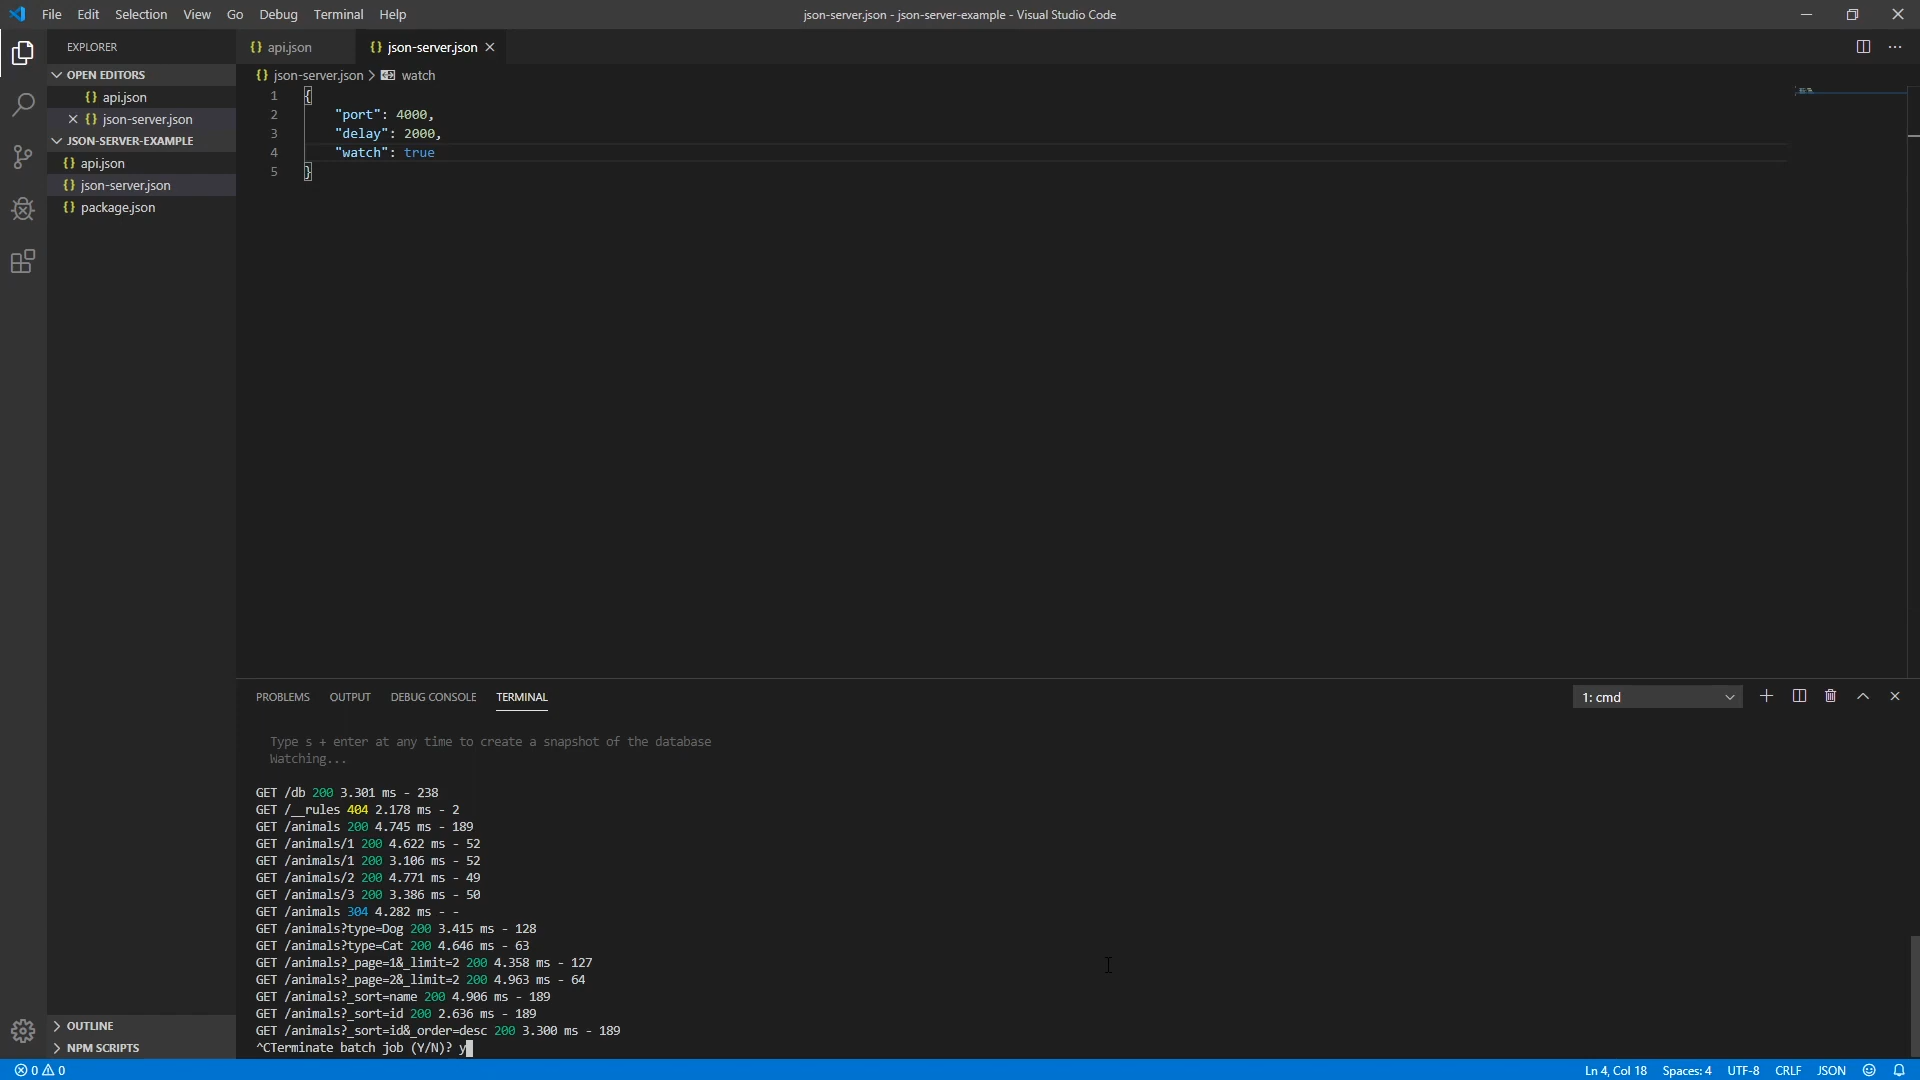 File Edit Selection View Go Debug Terminal Help
json-server.json - json-server-example - Visual Studio Code
EXPLORER
OPEN EDITORS
{} api.json
{} json-server.json
JSON-SERVER-EXAMPLE
{} api.json
{} json-server.json
{} package.json
OUTLINE
NPM SCRIPTS
{} api.json
{} json-server.json
{} json-server.json > watch
1 {
2 "port": 4000,
3 "delay": 2000,
4 "watch": true
5 }
PROBLEMS OUTPUT DEBUG CONSOLE TERMINAL
1: cmd
Type s + enter at any time to create a snapshot of the database
Watching...
GET /db 200 3.301 ms - 238
GET /__rules 404 2.178 ms - 2
GET /animals 200 4.745 ms - 189
GET /animals/1 200 4.622 ms - 52
GET /animals/1 200 3.106 ms - 52
GET /animals/2 200 4.771 ms - 49
GET /animals/3 200 3.386 ms - 50
GET /animals 304 4.282 ms - -
GET /animals?type=Dog 200 3.415 ms - 128
GET /animals?type=Cat 200 4.646 ms - 63
GET /animals?_page=1&_limit=2 200 4.358 ms - 127
GET /animals?_page=2&_limit=2 200 4.963 ms - 64
GET /animals?_sort=name 200 4.906 ms - 189
GET /animals?_sort=id 200 2.636 ms - 189
GET /animals?_sort=id&_order=desc 200 3.300 ms - 189
^CTerminate batch job (Y/N)? y
0 0
Ln 4, Col 18 Spaces: 4 UTF-8 CRLF JSON